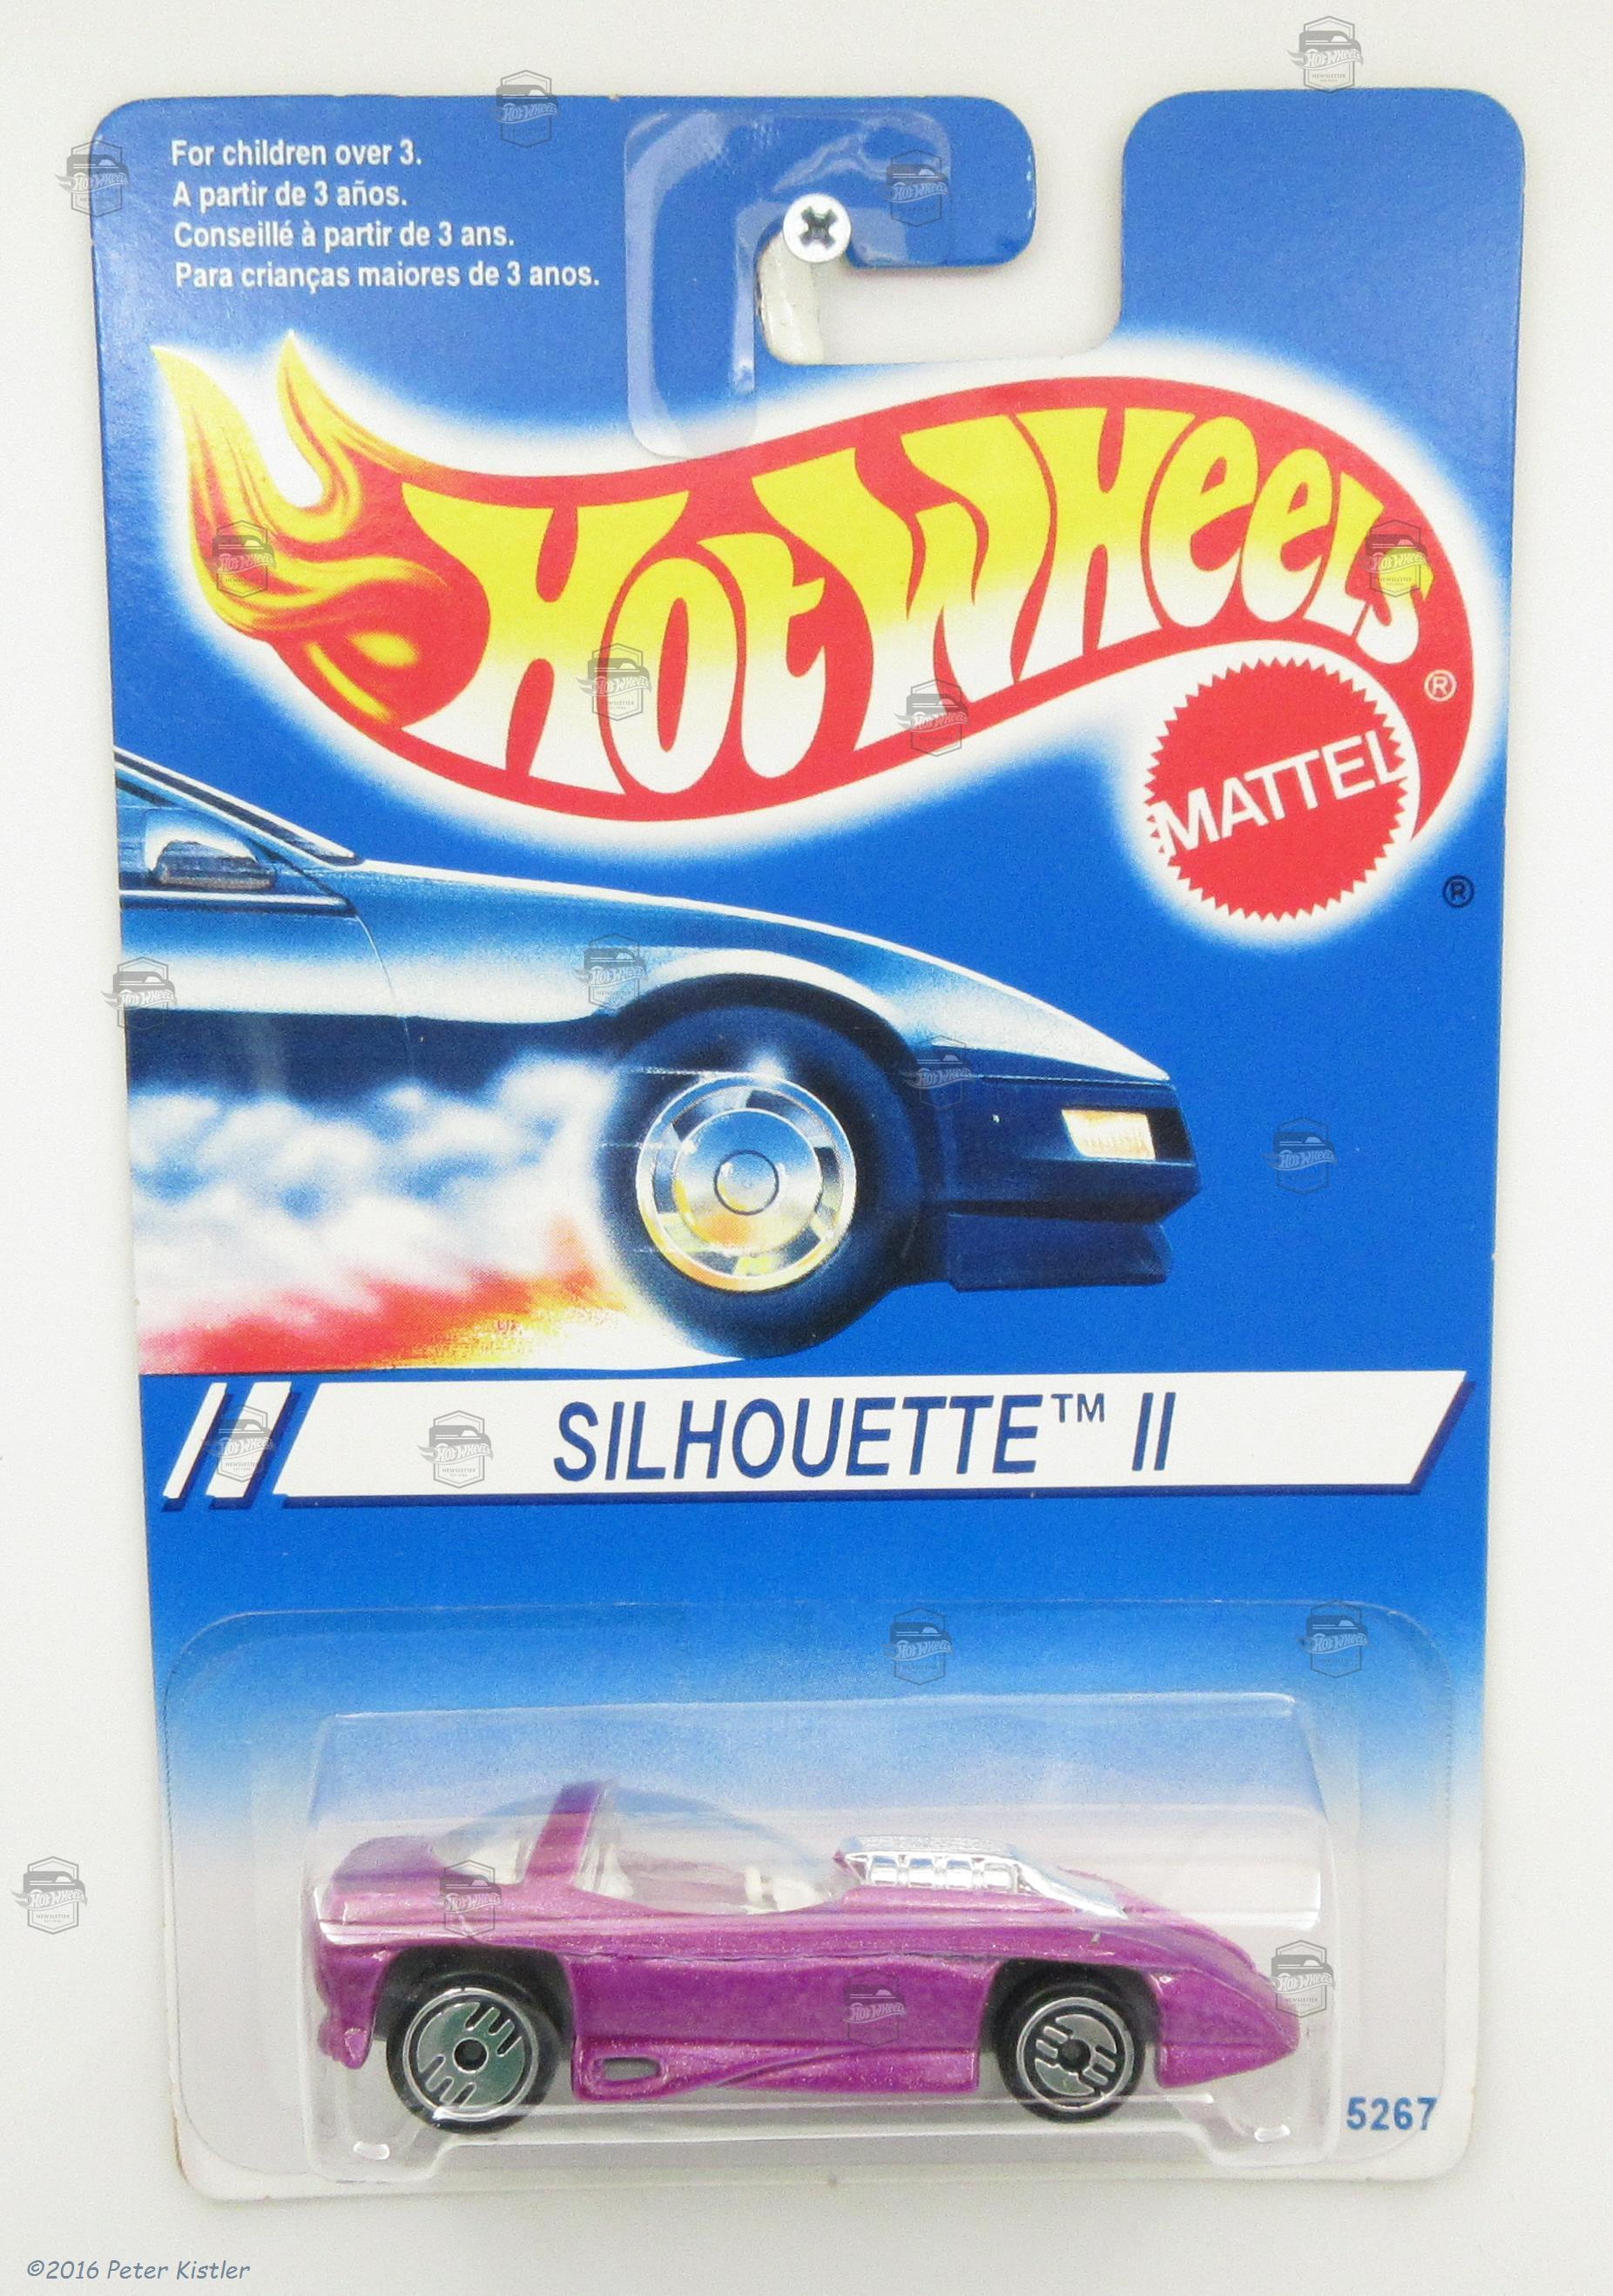 For children over 3.
A partir de 3 años.
Conseillé à partir de 3 ans.
Para crianças maiores de 3 anos.
Hot Wheels ®
MATTEL
®
SILHOUETTE™ II
5267
©2016 Peter Kistler